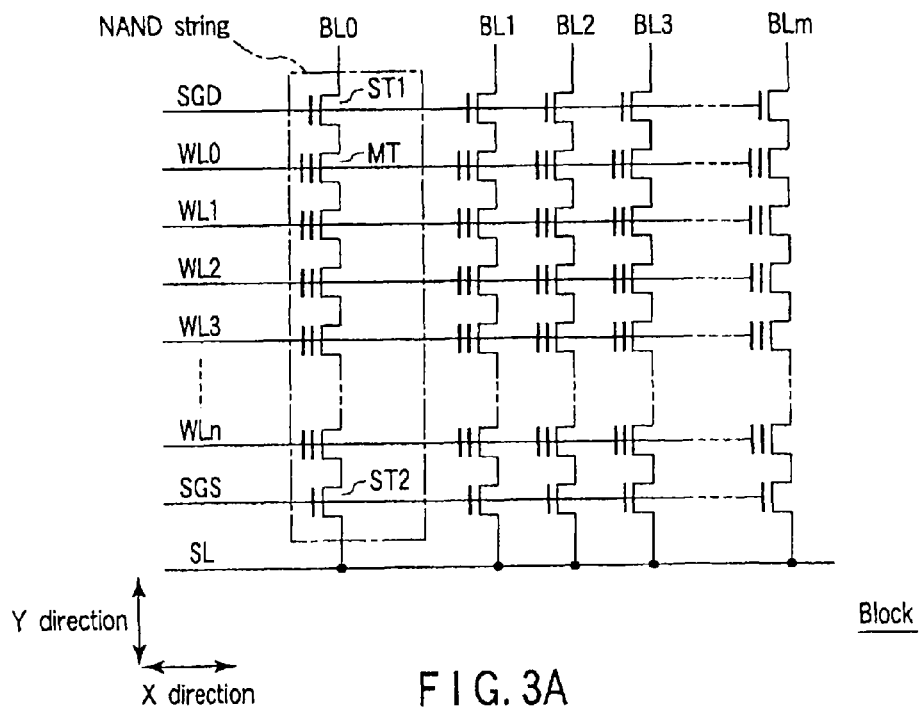 NAND string
BL0 BL1 BL2 BL3 BLm
SGD
ST1
WL0
MT
WL1
WL2
WL3
WLn
SGS
ST2
SL
Y direction
X direction
Block
FIG. 3A